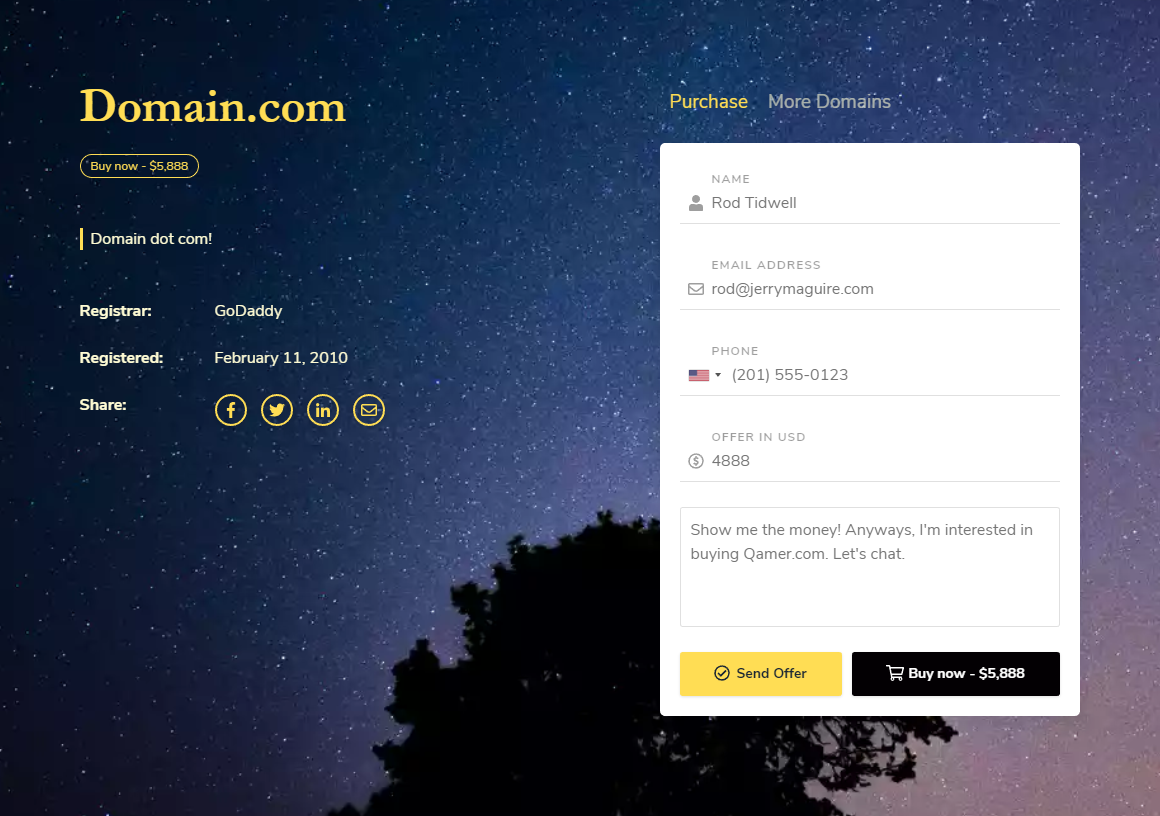 Domain.com
Buy now - $5,888
Domain dot com!
Registrar: GoDaddy
Registered: February 11, 2010
Share:
Purchase More Domains
NAME
Rod Tidwell
EMAIL ADDRESS
rod@jerrymaguire.com
PHONE
(201) 555-0123
OFFER IN USD
4888
Show me the money! Anyways, I'm interested in
buying Qamer.com. Let's chat.
Send Offer Buy now - $5,888